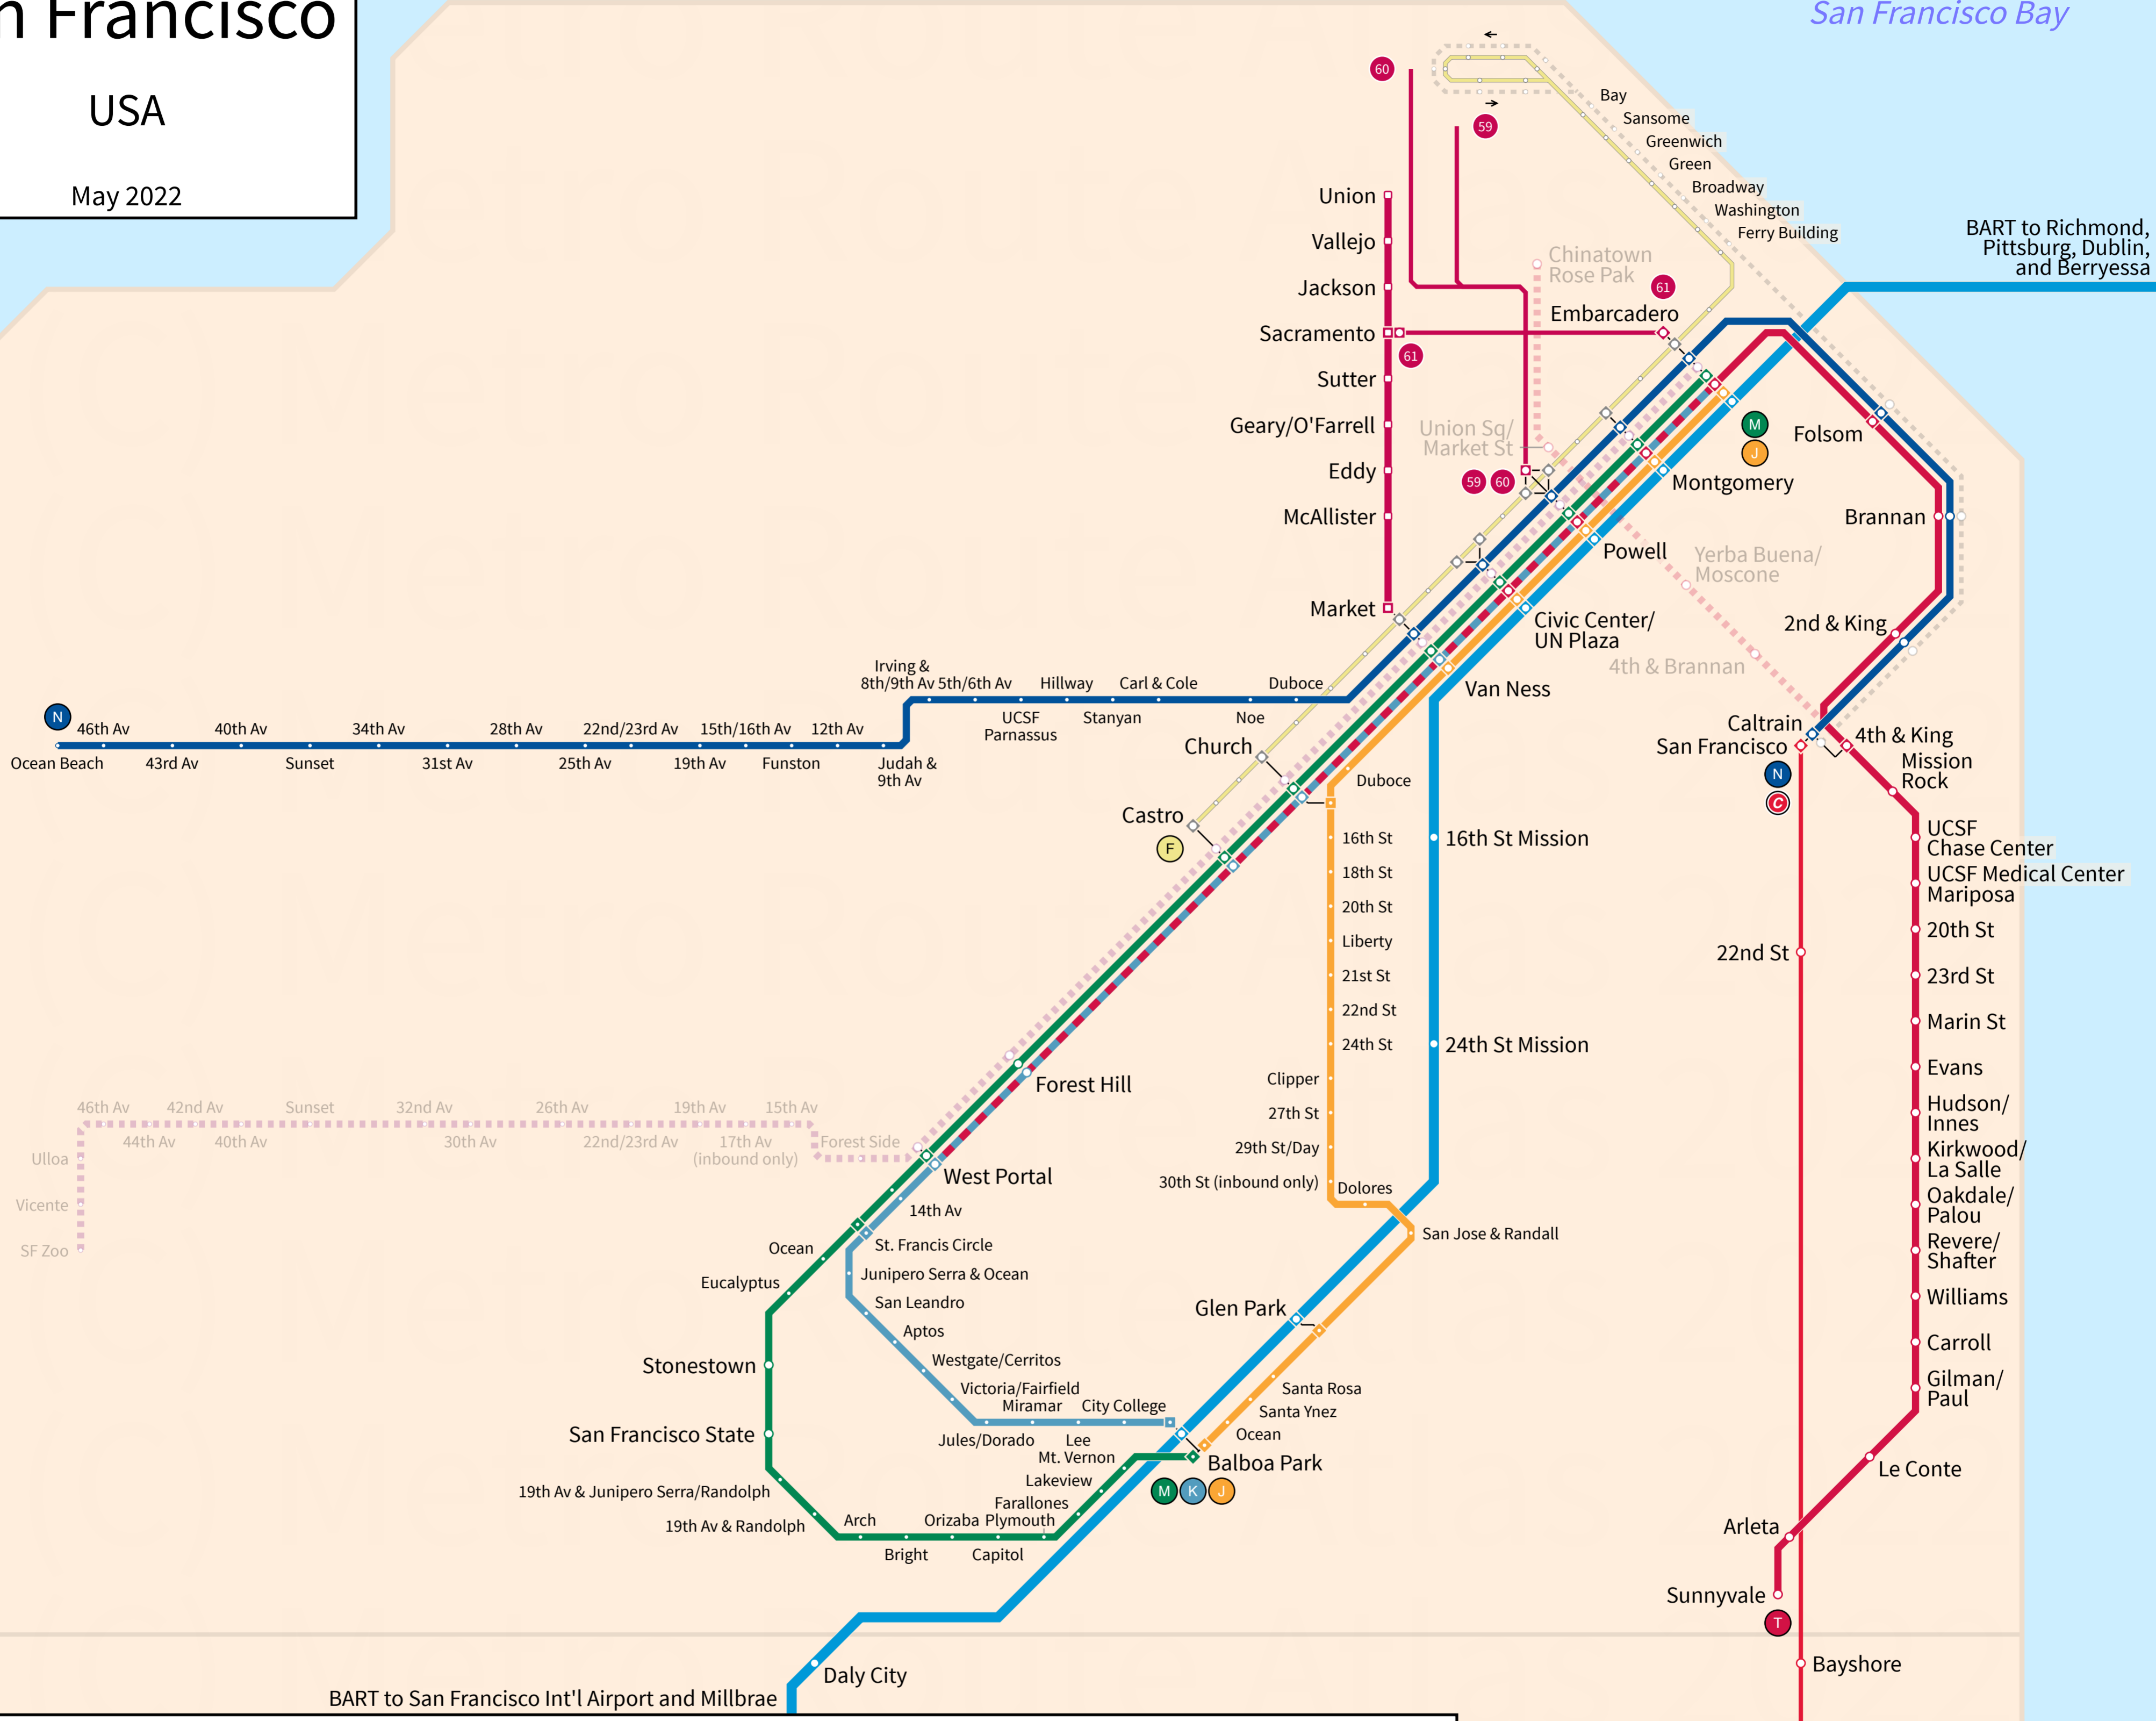 n Francisco
USA
May 2022
San Francisco Bay
60
59
Bay
Sansome
Greenwich
Green
Broadway
Washington
Ferry Building
Union
Vallejo
Jackson
Sacramento
Sutter
Geary/O'Farrell
Eddy
McAllister
Market
61
Chinatown
Rose Pak
61
Embarcadero
Union Sq/
Market St
59
60
BART to Richmond,
Pittsburg, Dublin,
and Berryessa
M
J
Folsom
Montgomery
Brannan
Powell
Yerba Buena/
Moscone
Civic Center/
UN Plaza
2nd & King
4th & Brannan
Van Ness
Caltrain
San Francisco
4th & King
N
C
Mission
Rock
N
46th Av
40th Av
34th Av
28th Av
22nd/23rd Av
15th/16th Av
12th Av
Ocean Beach
43rd Av
Sunset
31st Av
25th Av
19th Av
Funston
Judah &
9th Av
Irving &
8th/9th Av
5th/6th Av
Hillway
Carl & Cole
Duboce
UCSF
Parnassus
Stanyan
Noe
Church
Duboce
Castro
F
16th St
18th St
20th St
Liberty
21st St
22nd St
24th St
Clipper
27th St
29th St/Day
30th St (inbound only)
Dolores
San Jose & Randall
16th St Mission
24th St Mission
UCSF
Chase Center
UCSF Medical Center
Mariposa
20th St
23rd St
Marin St
Evans
Hudson/
Innes
Kirkwood/
La Salle
Oakdale/
Palou
Revere/
Shafter
Williams
Carroll
Gilman/
Paul
Le Conte
Arleta
Sunnyvale
T
22nd St
Bayshore
Forest Hill
46th Av
42nd Av
Sunset
32nd Av
26th Av
19th Av
15th Av
44th Av
40th Av
30th Av
22nd/23rd Av
17th Av
(inbound only)
Forest Side
Ulloa
Vicente
SF Zoo
West Portal
14th Av
St. Francis Circle
Ocean
Eucalyptus
Junipero Serra & Ocean
San Leandro
Aptos
Westgate/Cerritos
Victoria/Fairfield
Miramar
City College
Jules/Dorado
Lee
Glen Park
Santa Rosa
Santa Ynez
Ocean
Balboa Park
M
K
J
Stonestown
San Francisco State
19th Av & Junipero Serra/Randolph
19th Av & Randolph
Arch
Bright
Orizaba
Capitol
Plymouth
Farallones
Lakeview
Mt. Vernon
Daly City
BART to San Francisco Int'l Airport and Millbrae